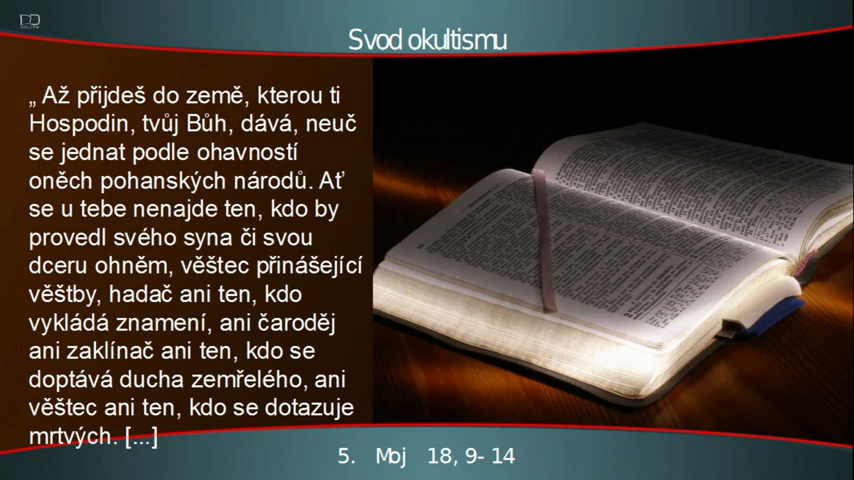 Svod okultismu
„ Až přijdeš do země, kterou ti
Hospodin, tvůj Bůh, dává, neuč
se jednat podle ohavností
oněch pohanských národů. Ať
se u tebe nenajde ten, kdo by
provedl svého syna či svou
dceru ohněm, věštec přinášející
věštby, hadač ani ten, kdo
vykládá znamení, ani čaroděj
ani zaklínač ani ten, kdo se
doptává ducha zemřelého, ani
věštec ani ten, kdo se dotazuje
mrtvých. [...]
5. Moj 18, 9- 14